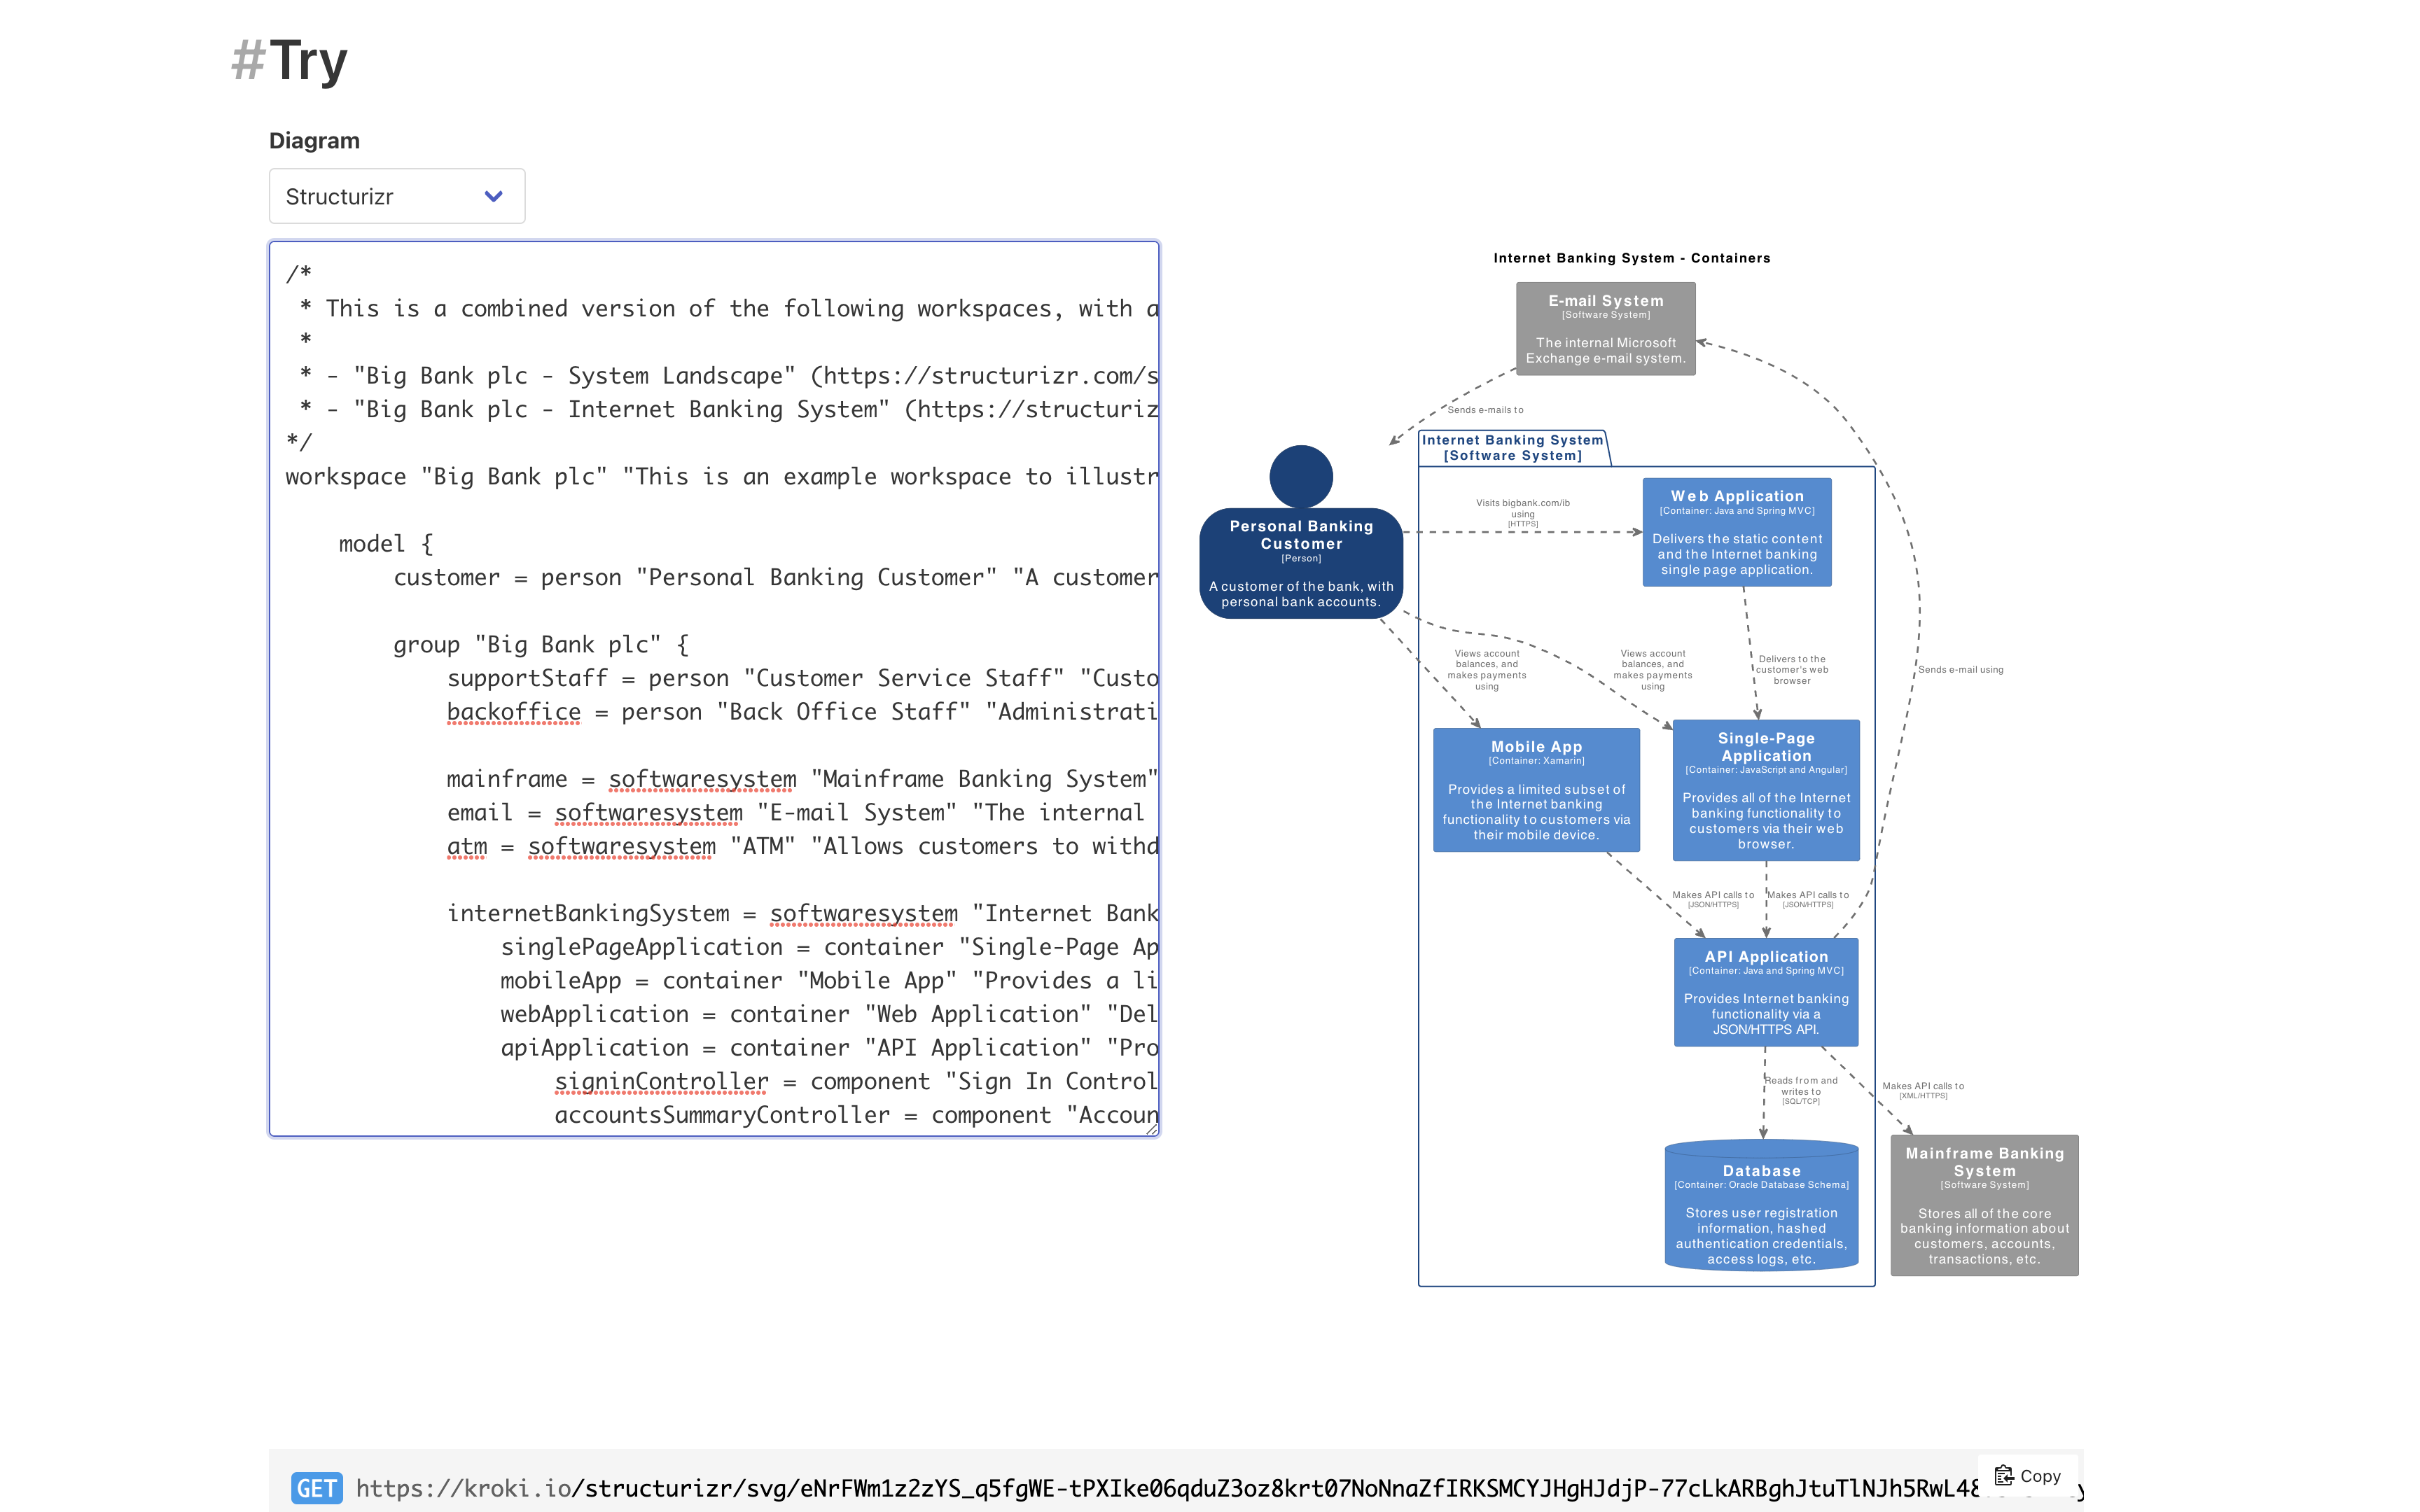 #Try
Diagram
Structurizr
/*
* This is a combined version of the following workspaces, with a
*
* - "Big Bank plc - System Landscape" (https://structurizr.com/s
* - "Big Bank plc - Internet Banking System" (https://structuriz
*/
workspace "Big Bank plc" "This is an example workspace to illustr
model {
customer = person "Personal Banking Customer" "A customer
group "Big Bank plc" {
supportStaff = person "Customer Service Staff" "Custo
backoffice = person "Back Office Staff" "Administrati
mainframe = softwaresystem "Mainframe Banking System"
email = softwaresystem "E-mail System" "The internal
atm = softwaresystem "ATM" "Allows customers to withd
internetBankingSystem = softwaresystem "Internet Bank
singlePageApplication = container "Single-Page Ap
mobileApp = container "Mobile App" "Provides a li
webApplication = container "Web Application" "Del
apiApplication = container "API Application" "Pro
signinController = component "Sign In Control
accountsSummaryController = component "Accoun
Internet Banking System - Containers
E-mail System
[Software System]
The internal Microsoft
Exchange e-mail system.
Sends e-mails to
Internet Banking System
[Software System]
Personal Banking
Customer
[Person]
A customer of the bank, with
personal bank accounts.
Visits bigbank.com/ib
using
[HTTPS]
Web Application
[Container: Java and Spring MVC]
Delivers the static content
and the Internet banking
single page application.
Views account
balances, and
makes payments
using
Views account
balances, and
makes payments
using
Delivers to the
customer's web
browser
Sends e-mail using
Mobile App
[Container: Xamarin]
Provides a limited subset of
the Internet banking
functionality to customers via
their mobile device.
Single-Page
Application
[Container: JavaScript and Angular]
Provides all of the Internet
banking functionality to
customers via their web
browser.
Makes API calls to
[JSON/HTTPS]
Makes API calls to
[JSON/HTTPS]
API Application
[Container: Java and Spring MVC]
Provides Internet banking
functionality via a
JSON/HTTPS API.
Reads from and
writes to
[SQL/TCP]
Makes API calls to
[XML/HTTPS]
Database
[Container: Oracle Database Schema]
Stores user registration
information, hashed
authentication credentials,
access logs, etc.
Mainframe Banking
System
[Software System]
Stores all of the core
banking information about
customers, accounts,
transactions, etc.
GET https://kroki.io/structurizr/svg/eNrFWm1z2zYS_q5fgWE-tPXIke06qduZ3oz8krt07NoNnaZfIRKSMCYJHgHJdjP-77cLkARBghJtuTlNJh5RwL48
Copy